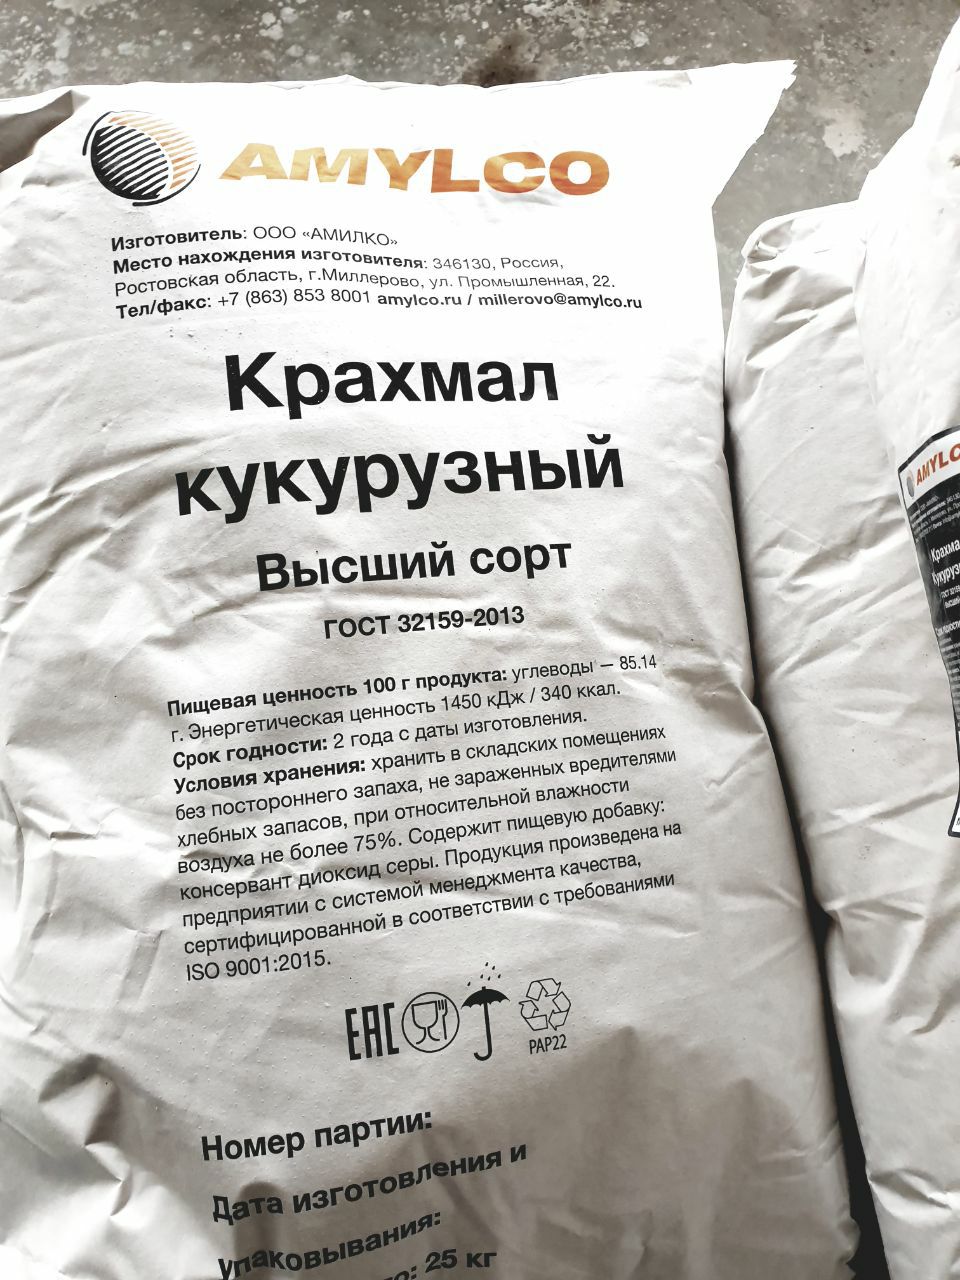 AMYLCO
Изготовитель: ООО «АМИЛКО»
Место нахождения изготовителя: 346130, Россия,
Ростовская область, г.Миллерово, ул. Промышленная, 22.
Тел/факс: +7 (863) 853 8001 amylco.ru / millerovo@amylco.ru
Крахмал
кукурузный
Высший сорт
ГОСТ 32159-2013
Пищевая ценность 100 г продукта: углеводы – 85.14
г. Энергетическая ценность 1450 кДж / 340 ккал.
Срок годности: 2 года с даты изготовления.
Условия хранения: хранить в складских помещениях
без постороннего запаха, не зараженных вредителями
хлебных запасов, при относительной влажности
воздуха не более 75%. Содержит пищевую добавку:
консервант диоксид серы. Продукция произведена на
предприятии с системой менеджмента качества,
сертифицированной в соответствии с требованиями
ISO 9001:2015.
EAC
PAP22
Номер партии:
Дата изготовления и
упаковывания:
25 кг
AMYLCO